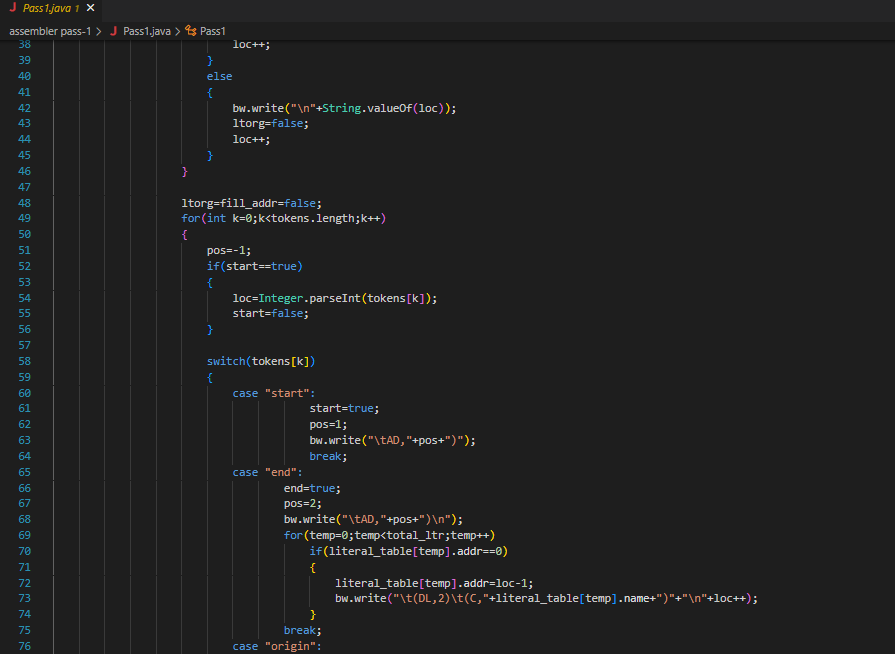 J Pass1.java 1 ×
assembler pass-1 > J Pass1.java > Pass1
38 loc++;
39 }
40 else
41 {
42 bw.write("\n"+String.valueOf(loc));
43 ltorg=false;
44 loc++;
45 }
46 }
47
48 ltorg=fill_addr=false;
49 for(int k=0;k<tokens.length;k++)
50 {
51 pos=-1;
52 if(start==true)
53 {
54 loc=Integer.parseInt(tokens[k]);
55 start=false;
56 }
57
58 switch(tokens[k])
59 {
60 case "start":
61 start=true;
62 pos=1;
63 bw.write("\tAD,"+pos+")");
64 break;
65 case "end":
66 end=true;
67 pos=2;
68 bw.write("\tAD,"+pos+")\n");
69 for(temp=0;temp<total_ltr;temp++)
70 if(literal_table[temp].addr==0)
71 {
72 literal_table[temp].addr=loc-1;
73 bw.write("\t(DL,2)\t(C,"+literal_table[temp].name+")"+"\n"+loc++);
74 }
75 break;
76 case "origin":